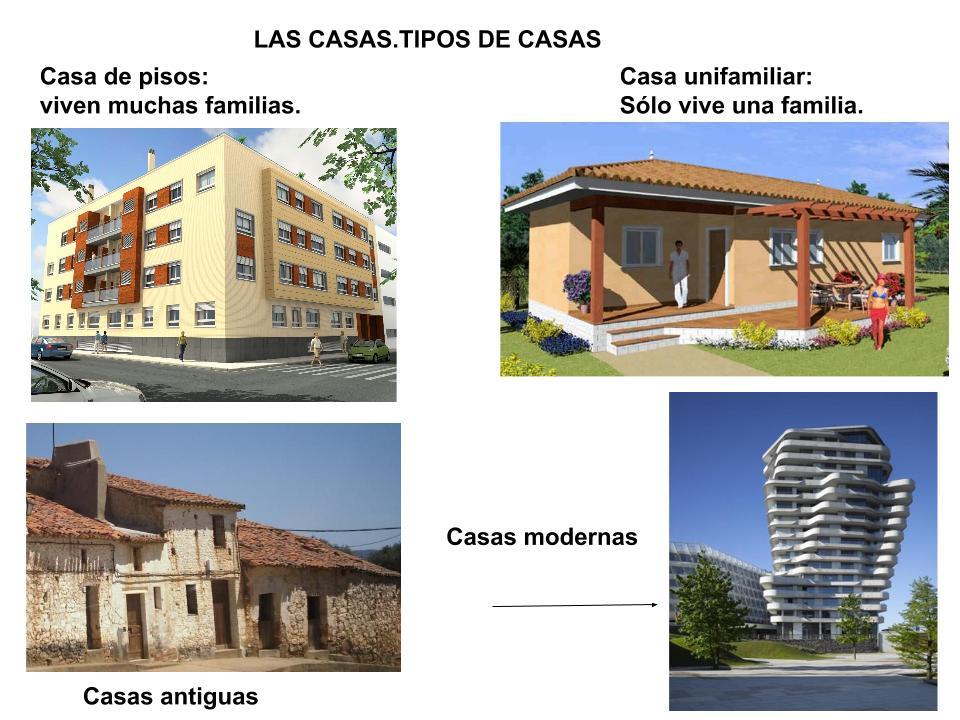 LAS CASAS.TIPOS DE CASAS
Casa de pisos:
viven muchas familias.
Casa unifamiliar:
Sólo vive una familia.
Casas modernas
Casas antiguas